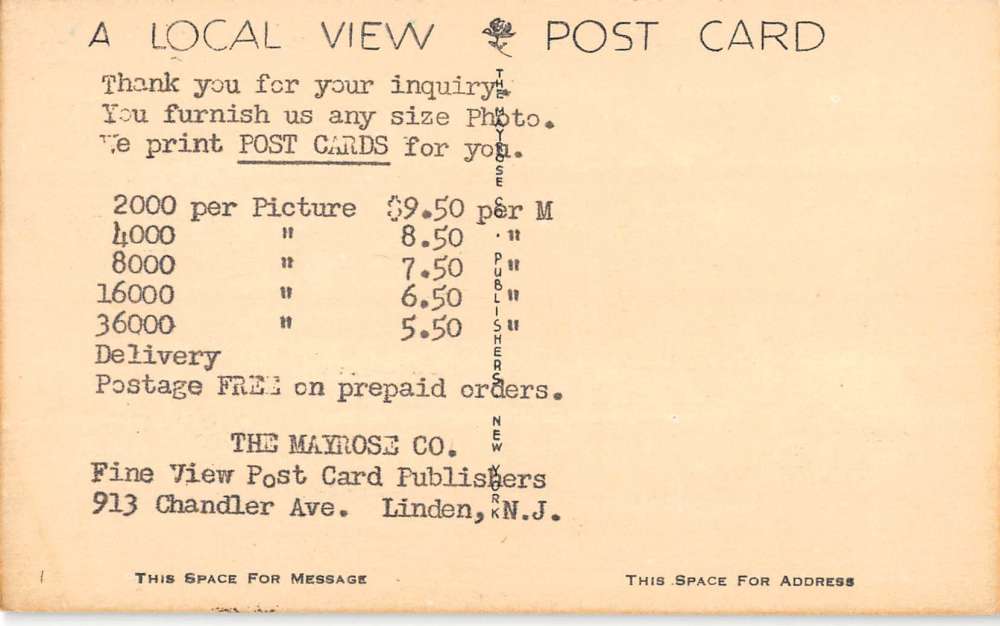 A LOCAL VIEW POST CARD
Thank you for your inquiry.
You furnish us any size Photo.
We print POST CARDS for you.
2000 per Picture $9.50 per M
4000 " 8.50 "
8000 " 7.50 "
16000 " 6.50 "
36000 " 5.50 "
Delivery
Postage FREE on prepaid orders.
THE MAYROSE CO.
Fine View Post Card Publishers
913 Chandler Ave. Linden, N.J.
THE MAYROSE CO. PUBLISHERS NEW YORK
THIS SPACE FOR MESSAGE
THIS SPACE FOR ADDRESS